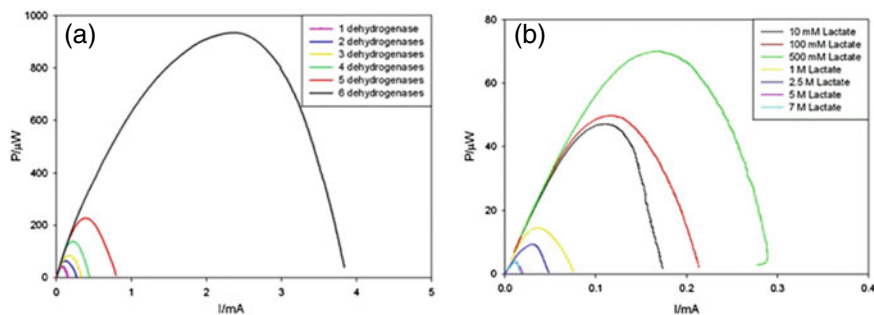 (a)
1 dehydrogenase
2 dehydrogenases
3 dehydrogenases
4 dehydrogenases
5 dehydrogenases
6 dehydrogenases
1000
800
600
400
200
0
P/μW
0
1
2
3
4
5
I/mA
(b)
10 mM Lactate
100 mM Lactate
500 mM Lactate
1 M Lactate
2.5 M Lactate
5 M Lactate
7 M Lactate
80
60
40
20
0
P/μW
0.0
0.1
0.2
0.3
0.4
I/mA